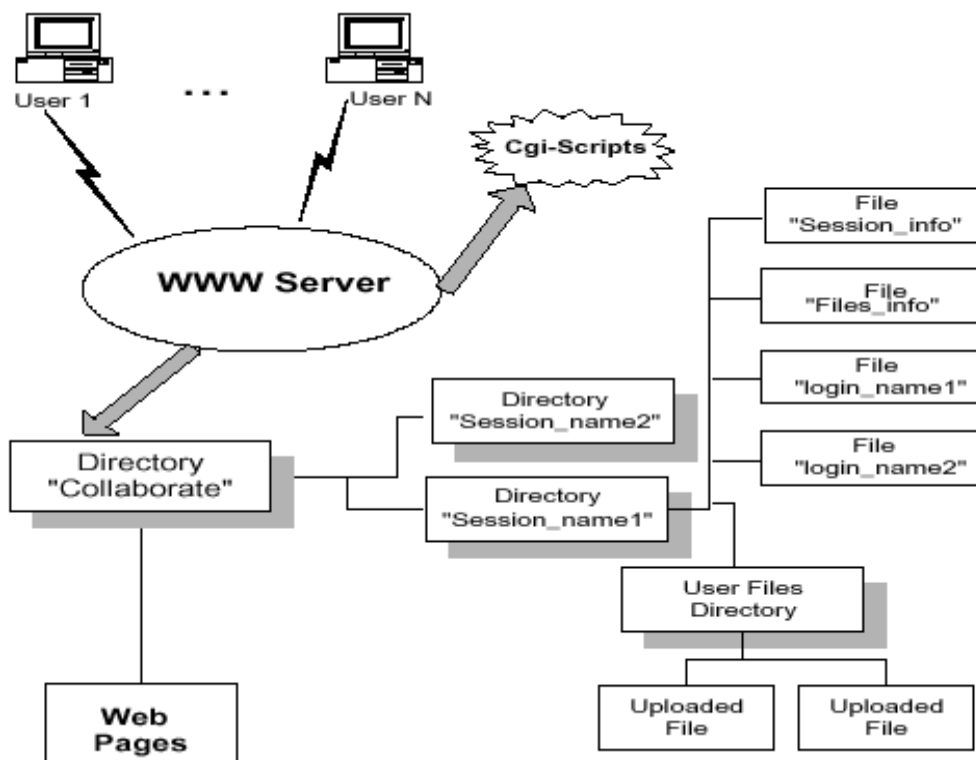 User 1
...
User N
Cgi-Scripts
WWW Server
File
"Session_info"
File
"Files_info"
File
"login_name1"
File
"login_name2"
Directory
"Session_name2"
Directory
"Collaborate"
Directory
"Session_name1"
User Files
Directory
Uploaded
File
Uploaded
File
Web
Pages